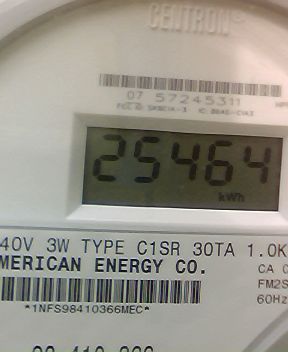 CENTRON®
07 57245311
25464
kWh
40V 3W TYPE C1SR 30TA 1.0K
MERICAN ENERGY CO.
CA 0
FM2S
60Hz
*1NFS98410366MEC*